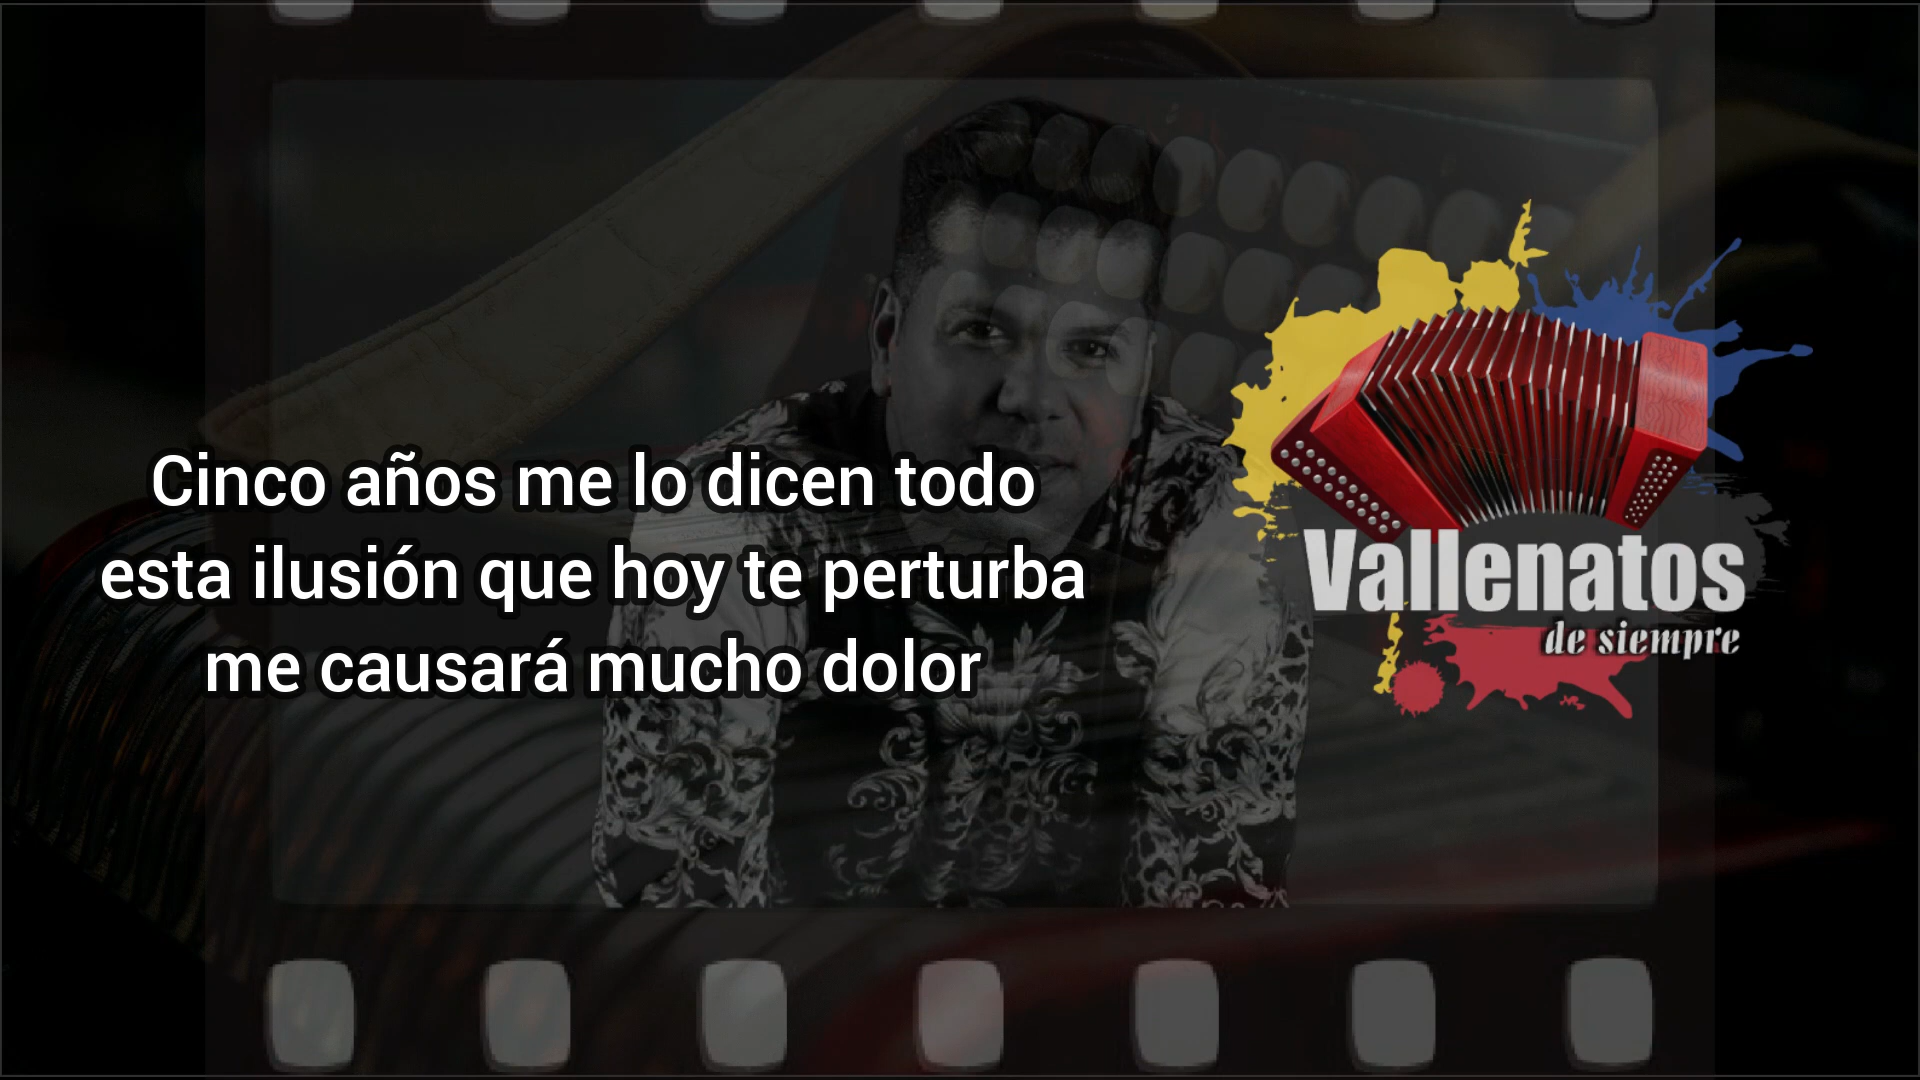 Cinco años me lo dicen todo
esta ilusión que hoy te perturba
me causará mucho dolor
Vallenatos
de siempre